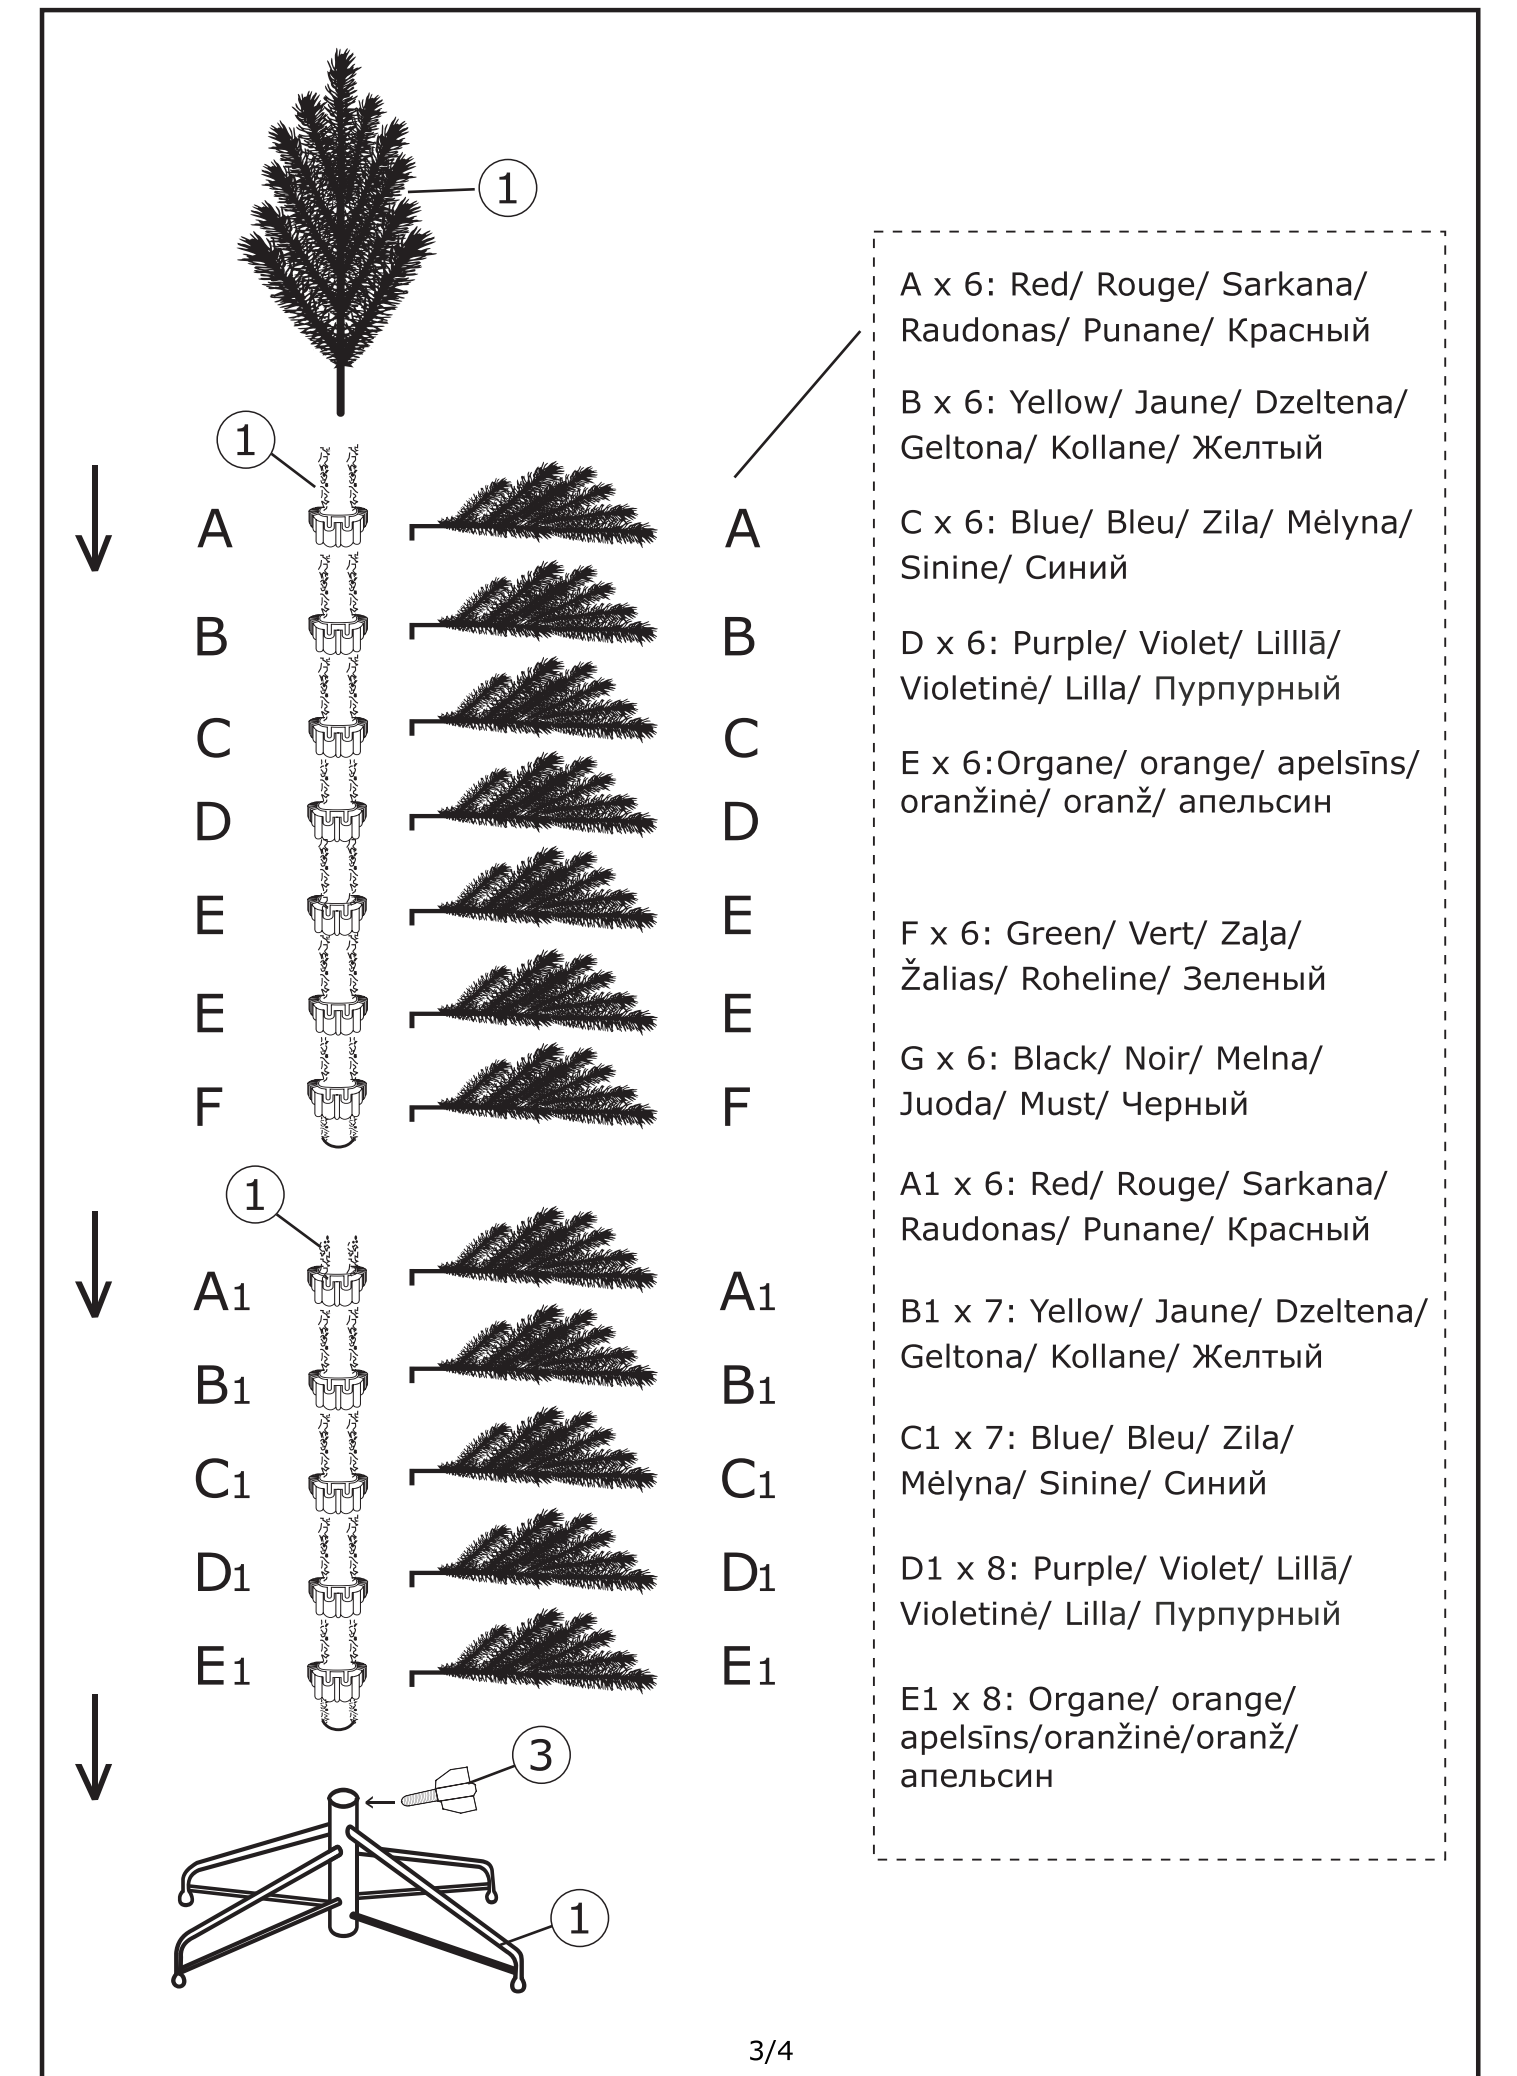 1
1
A
A
B
B
C
C
D
D
E
E
E
E
F
F
1
A1
A1
B1
B1
C1
C1
D1
D1
E1
E1
3
1
A x 6: Red/ Rouge/ Sarkana/
Raudonas/ Punane/ Красный
B x 6: Yellow/ Jaune/ Dzeltena/
Geltona/ Kollane/ Желтый
C x 6: Blue/ Bleu/ Zila/ Mėlyna/
Sinine/ Синий
D x 6: Purple/ Violet/ Lilllā/
Violetinė/ Lilla/ Пурпурный
E x 6:Organe/ orange/ apelsīns/
oranžinė/ oranž/ апельсин
F x 6: Green/ Vert/ Zaļa/
Žalias/ Roheline/ Зеленый
G x 6: Black/ Noir/ Melna/
Juoda/ Must/ Черный
A1 x 6: Red/ Rouge/ Sarkana/
Raudonas/ Punane/ Красный
B1 x 7: Yellow/ Jaune/ Dzeltena/
Geltona/ Kollane/ Желтый
C1 x 7: Blue/ Bleu/ Zila/
Mėlyna/ Sinine/ Синий
D1 x 8: Purple/ Violet/ Lillā/
Violetinė/ Lilla/ Пурпурный
E1 x 8: Organe/ orange/
apelsīns/oranžinė/oranž/
апельсин
3/4